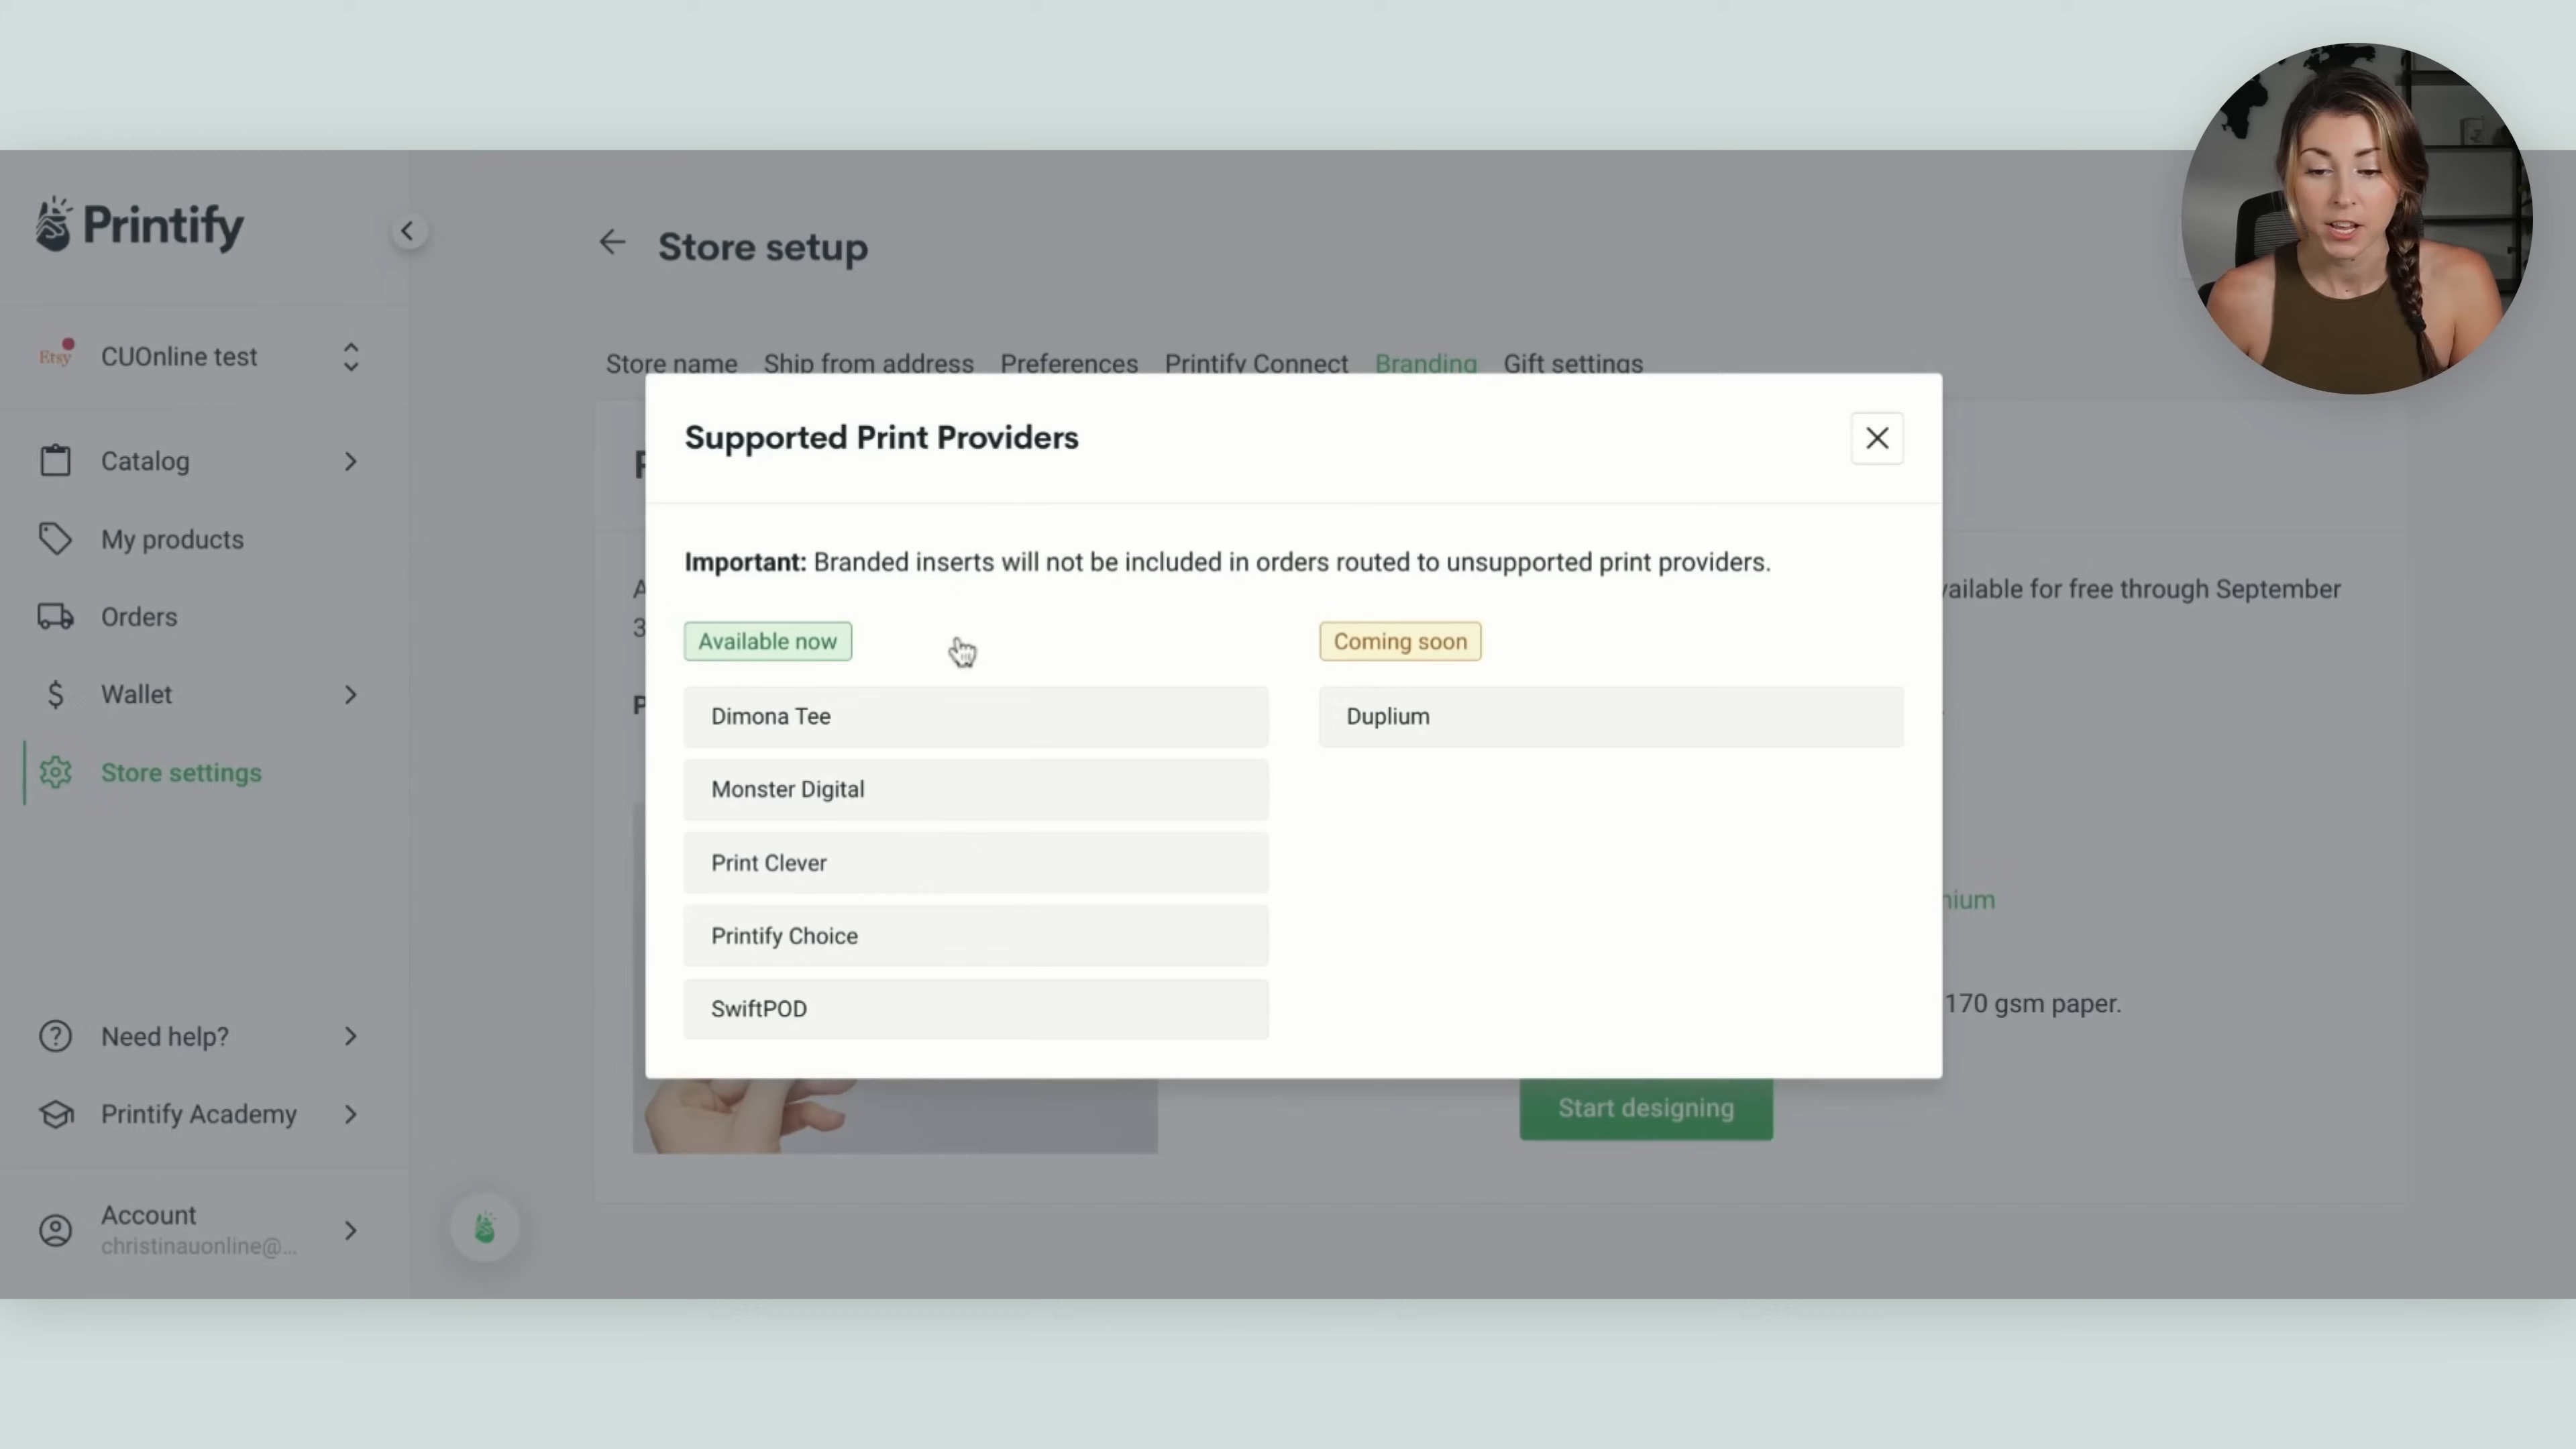 Printify
Store setup
Etsy
CUOnline test
Store name Ship from address Preferences Printify Connect Branding Gift settings
Supported Print Providers
Important: Branded inserts will not be included in orders routed to unsupported print providers.
Available now
Coming soon
Dimona Tee
Duplium
Monster Digital
Print Clever
Printify Choice
SwiftPOD
Catalog
My products
Orders
Wallet
Store settings
Need help?
Printify Academy
Account
christinauonline@...
for free through September
170 gsm paper.
Start designing